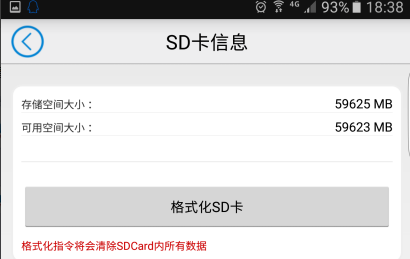 4G 93% 18:38
SD卡信息
存储空间大小： 59625 MB
可用空间大小： 59623 MB
格式化SD卡
格式化指令将会清除SDCard内所有数据